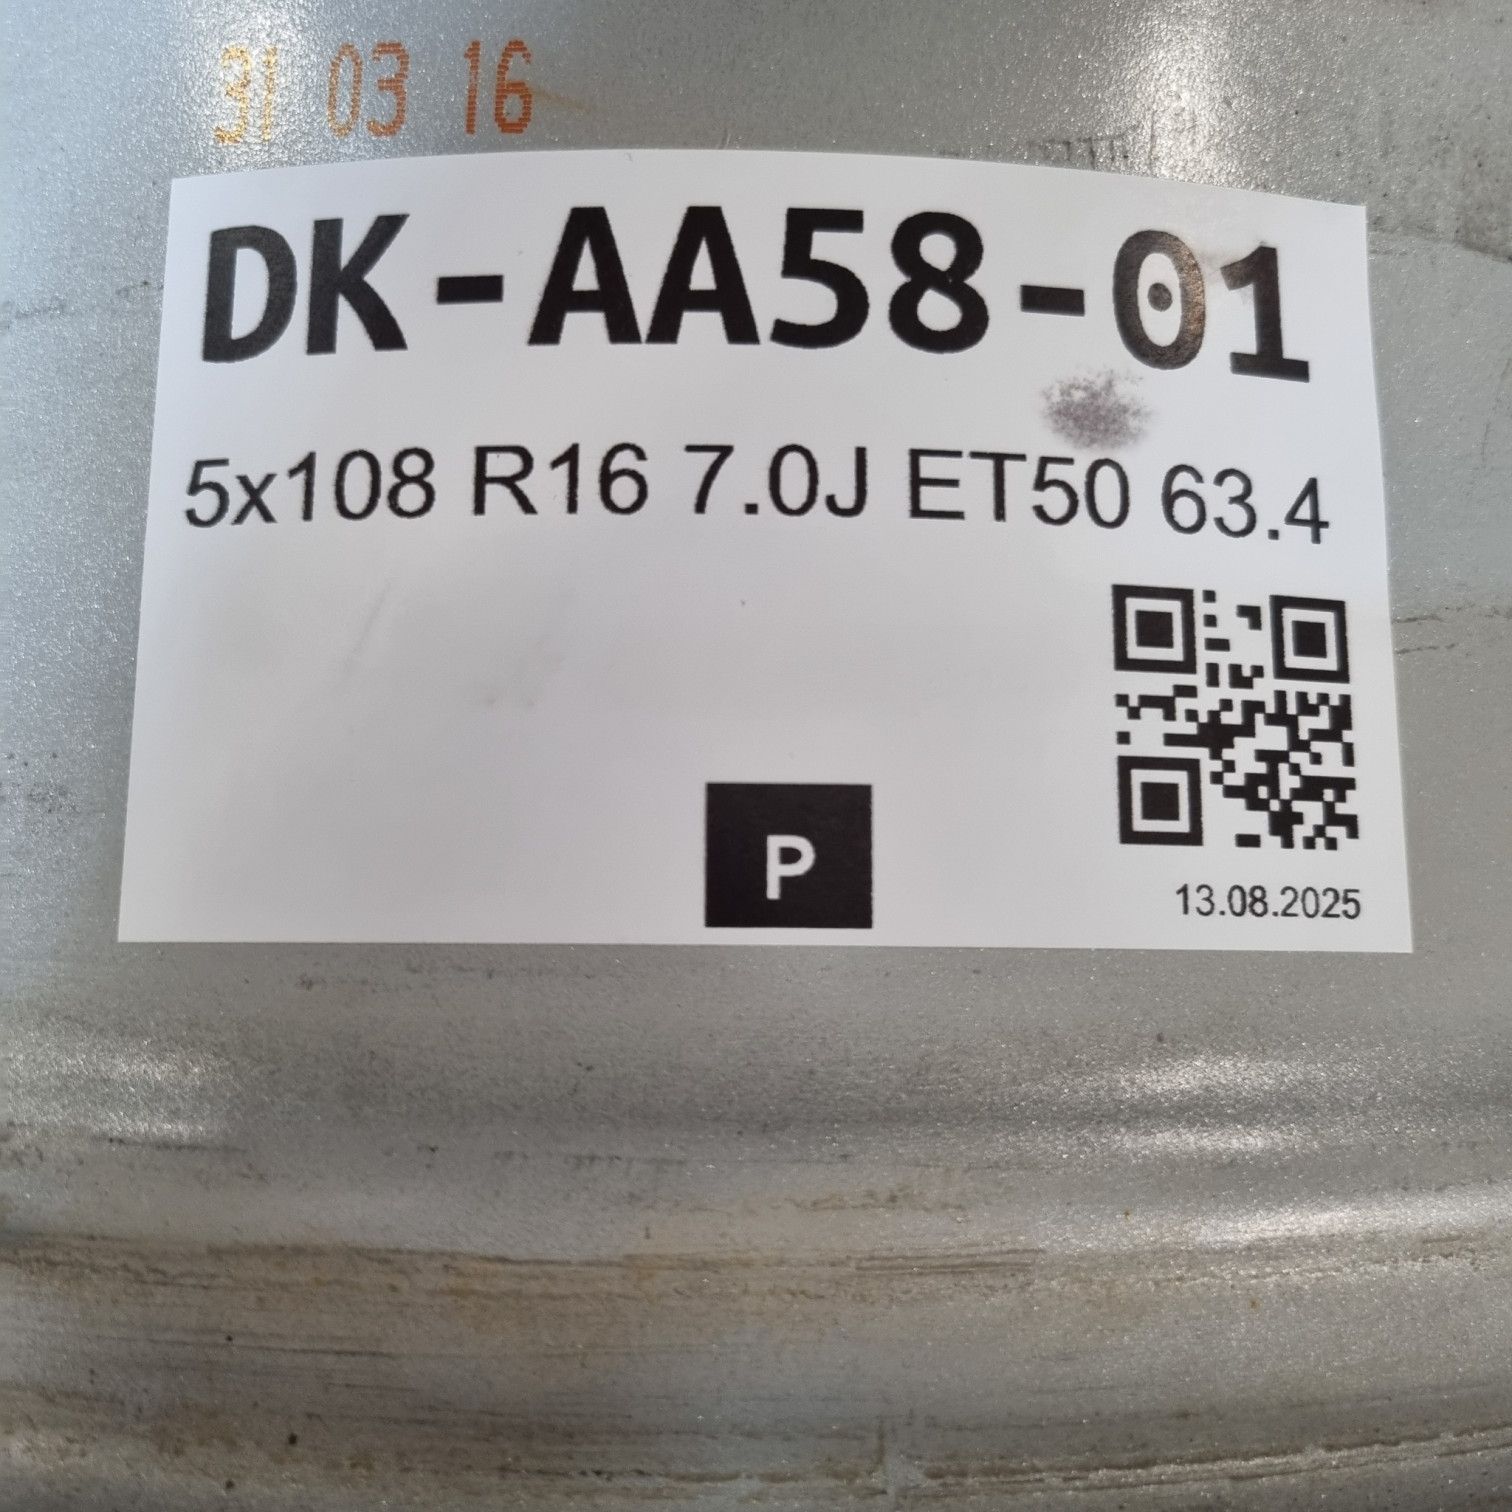 31 03 16
DK-AA58-01
5x108 R16 7.0J ET50 63.4
P
13.08.2025